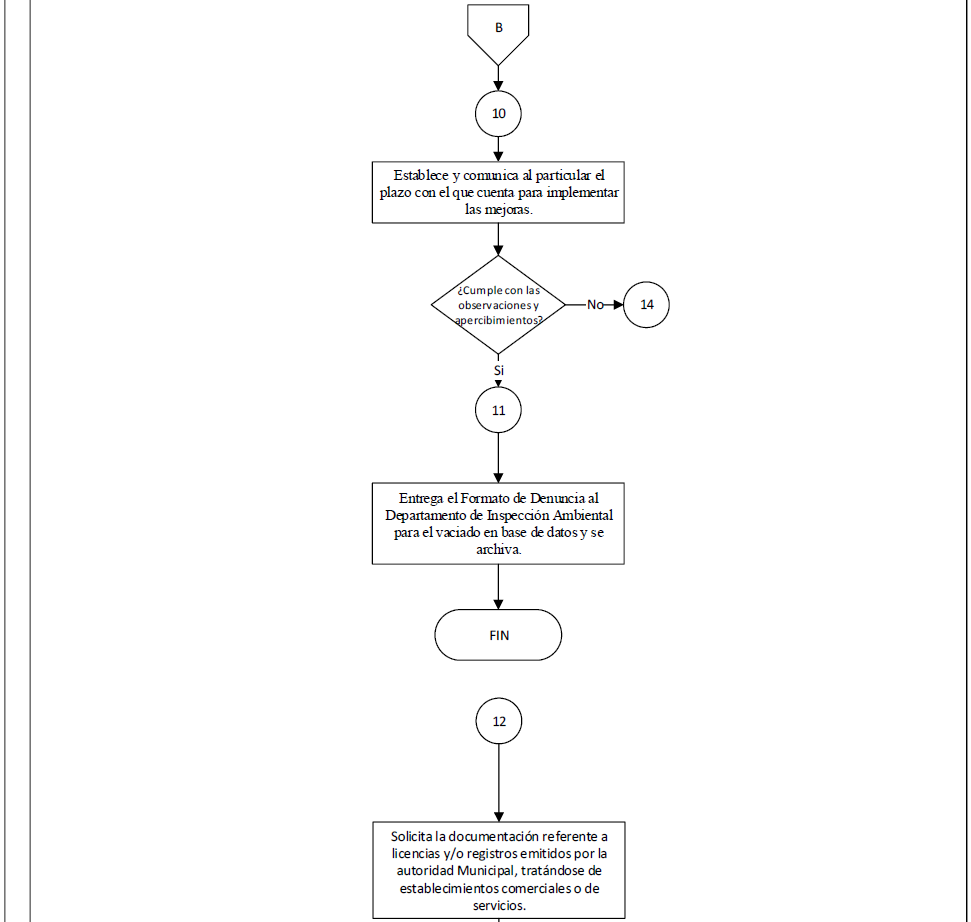 B
10
Establece y comunica al particular el
plazo con el que cuenta para implementar
las mejoras.
¿Cumple con las
observaciones y
apercibimientos?
No
14
Si
11
Entrega el Formato de Denuncia al
Departamento de Inspección Ambiental
para el vaciado en base de datos y se
archiva.
FIN
12
Solicita la documentación referente a
licencias y/o registros emitidos por la
autoridad Municipal, tratándose de
establecimientos comerciales o de
servicios.